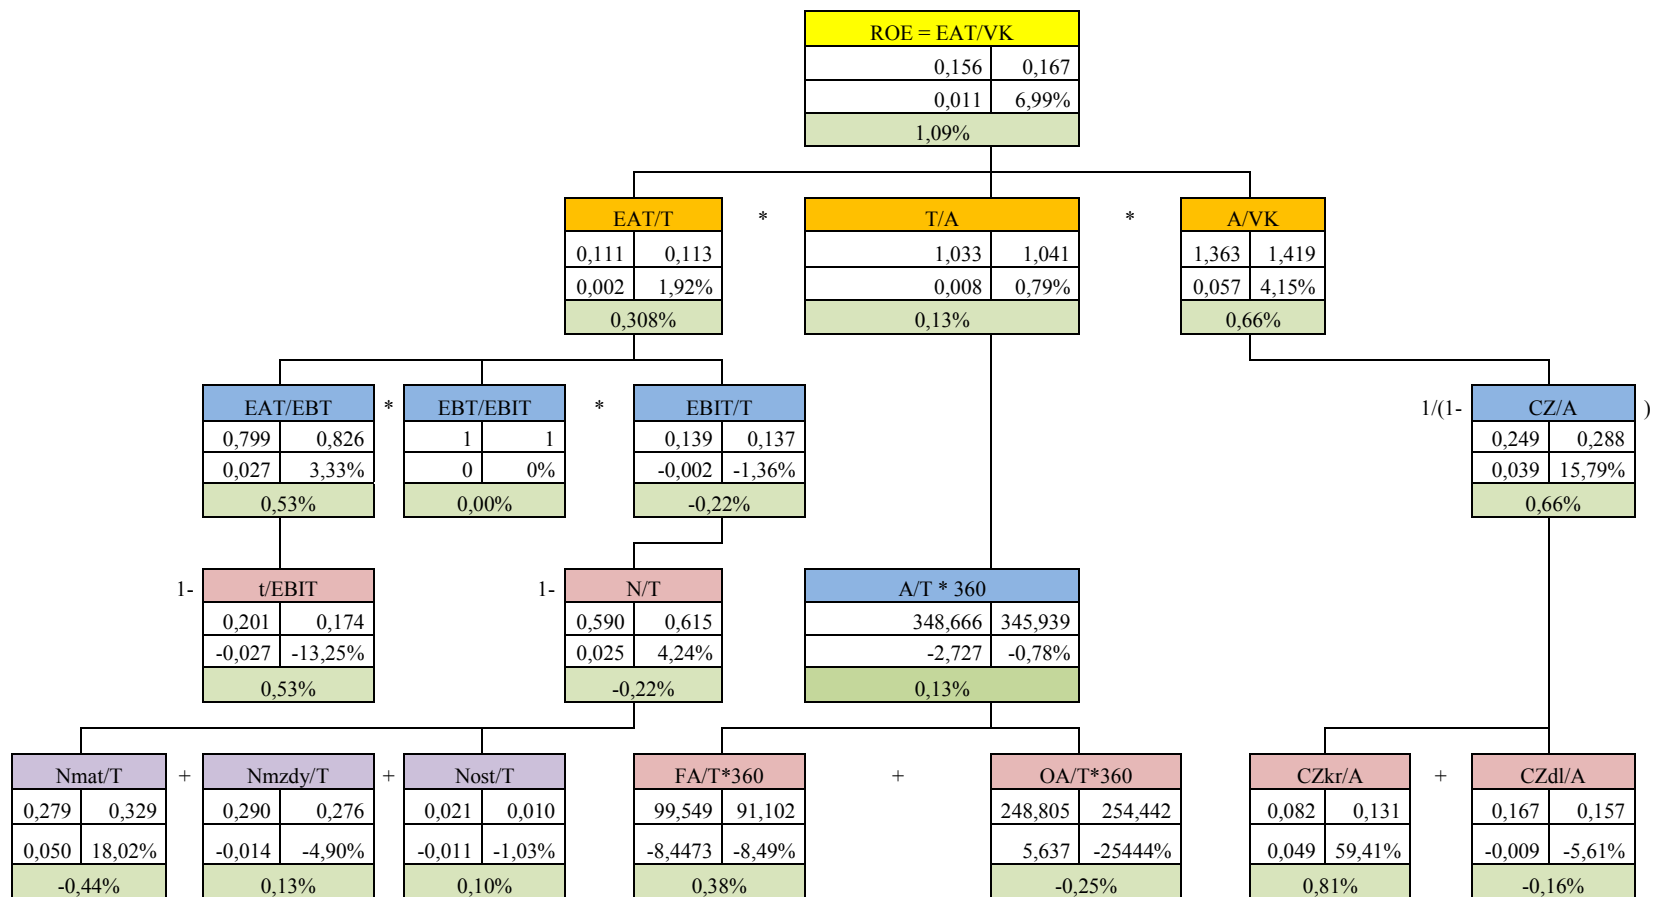 ROE = EAT/VK
0,156 0,167
0,011 6,99%
1,09%
EAT/T * T/A * A/VK
0,111 0,113 1,033 1,041 1,363 1,419
0,002 1,92% 0,008 0,79% 0,057 4,15%
0,308% 0,13% 0,66%
EAT/EBT * EBT/EBIT * EBIT/T 1/(1- CZ/A )
0,799 0,826 1 1 0,139 0,137 0,249 0,288
0,027 3,33% 0 0% -0,002 -1,36% 0,039 15,79%
0,53% 0,00% -0,22% 0,66%
1- t/EBIT 1- N/T A/T * 360
0,201 0,174 0,590 0,615 348,666 345,939
-0,027 -13,25% 0,025 4,24% -2,727 -0,78%
0,53% -0,22% 0,13%
Nmat/T + Nmzdy/T + Nost/T FA/T*360 + OA/T*360 CZkr/A + CZdl/A
0,279 0,329 0,290 0,276 0,021 0,010 99,549 91,102 248,805 254,442 0,082 0,131 0,167 0,157
0,050 18,02% -0,014 -4,90% -0,011 -1,03% -8,4473 -8,49% 5,637 -25444% 0,049 59,41% -0,009 -5,61%
-0,44% 0,13% 0,10% 0,38% -0,25% 0,81% -0,16%